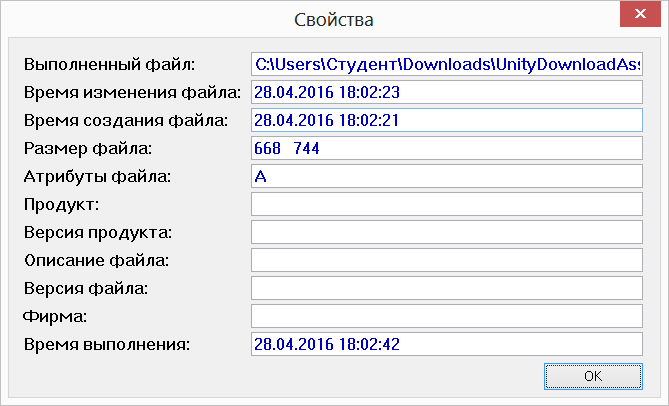 Свойства
Выполненный файл: C:\Users\Студент\Downloads\UnityDownloadAss
Время изменения файла: 28.04.2016 18:02:23
Время создания файла: 28.04.2016 18:02:21
Размер файла: 668 744
Атрибуты файла: A
Продукт:
Версия продукта:
Описание файла:
Версия файла:
Фирма:
Время выполнения: 28.04.2016 18:02:42
OK